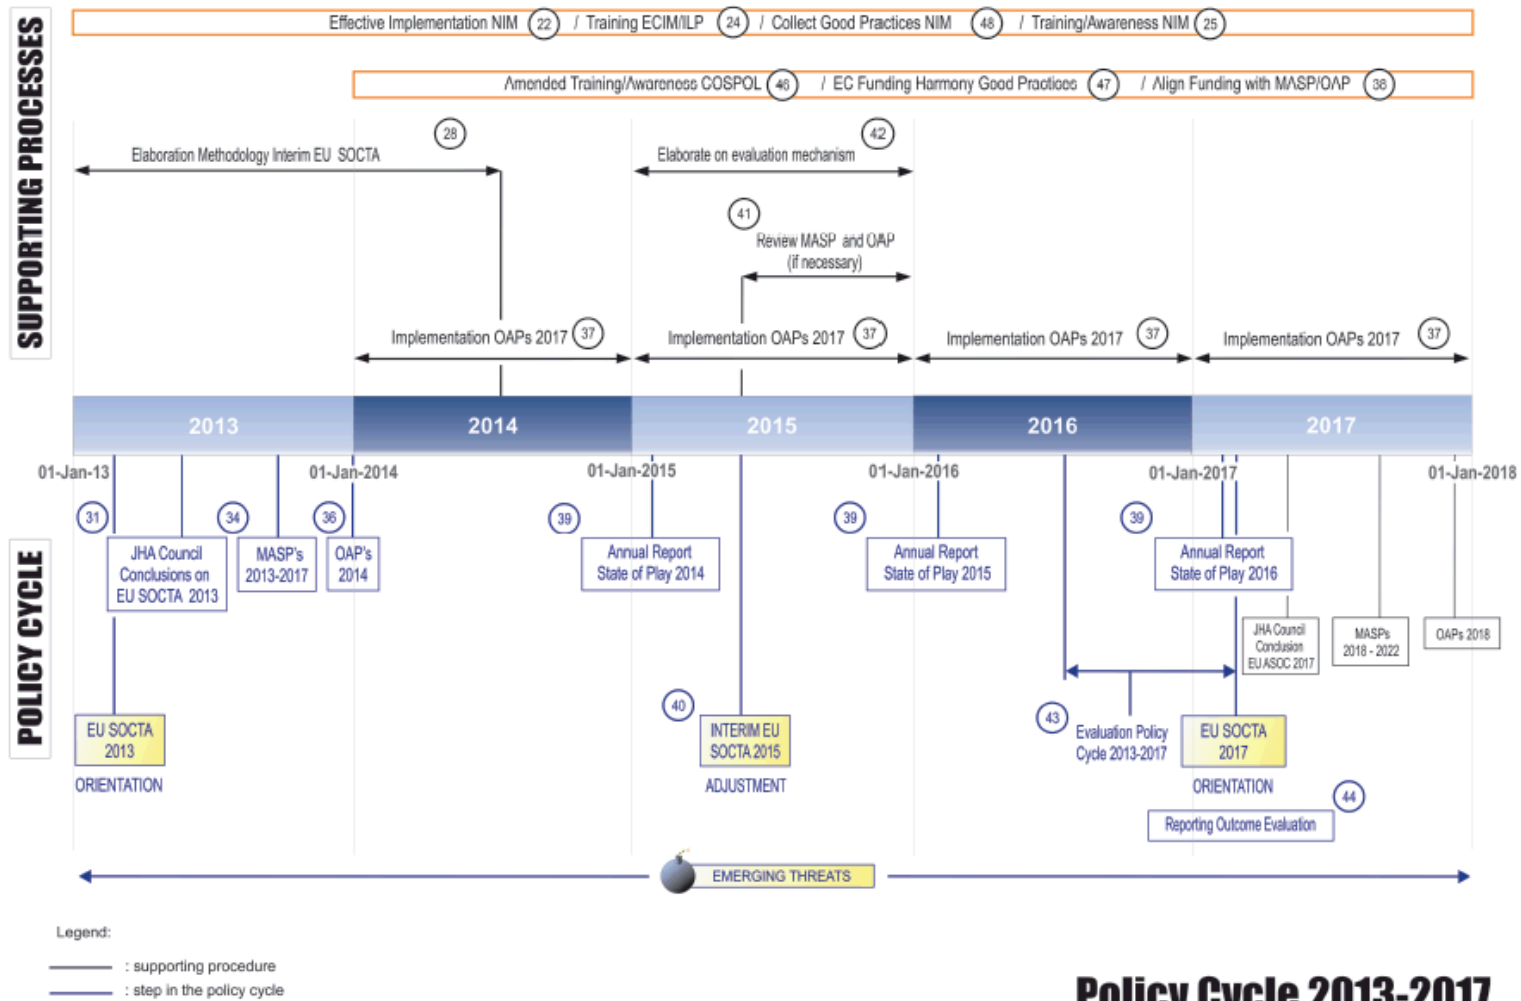 SUPPORTING PROCESSES
Effective Implementation NIM 22 / Training ECIM/ILP 24 / Collect Good Practices NIM 48 / Training/Awareness NIM 25
Amended Training/Awareness COSPOL 46 / EC Funding Harmony Good Practices 47 / Align Funding with MASP/OAP 38
28
Elaboration Methodology Interim EU SOCTA
42
Elaborate on evaluation mechanism
41
Review MASP and OAP
(if necessary)
Implementation OAPs 2017 37
Implementation OAPs 2017 37
Implementation OAPs 2017 37
Implementation OAPs 2017 37
2013
2014
2015
2016
2017
01-Jan-13
01-Jan-2014
01-Jan-2015
01-Jan-2016
01-Jan-2017
01-Jan-2018
POLICY CYCLE
31
JHA Council
Conclusions on
EU SOCTA 2013
34
MASP's
2013-2017
36
OAP's
2014
39
Annual Report
State of Play 2014
39
Annual Report
State of Play 2015
39
Annual Report
State of Play 2016
JHA Council
Conclusion
EU ASOC 2017
MASPs
2018 - 2022
OAPs 2018
EU SOCTA
2013
ORIENTATION
40
INTERIM EU
SOCTA 2015
ADJUSTMENT
43
Evaluation Policy
Cycle 2013-2017
EU SOCTA
2017
ORIENTATION
44
Reporting Outcome Evaluation
EMERGING THREATS
Legend:
: supporting procedure
: step in the policy cycle
Policy Cycle 2013-2017